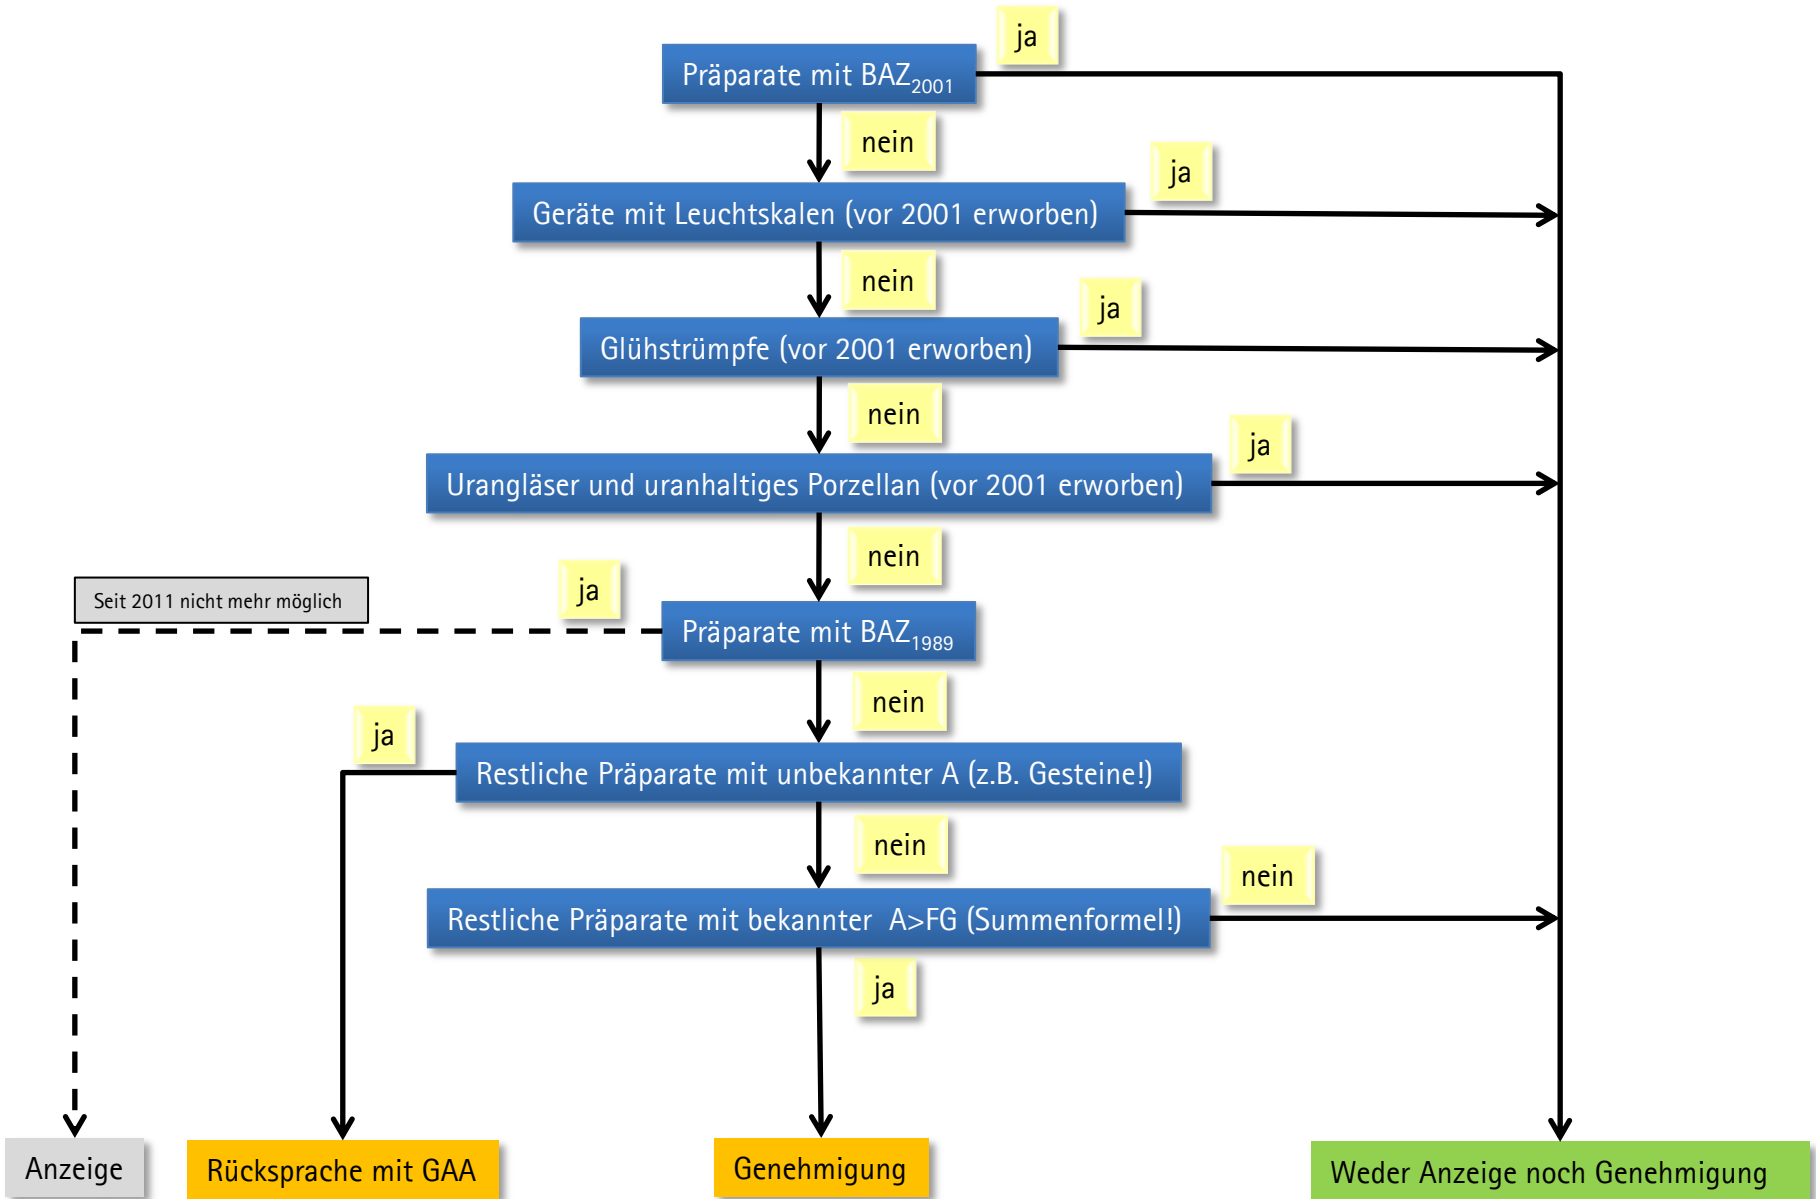 ja
Präparate mit BAZ2001
nein
ja
Geräte mit Leuchtskalen (vor 2001 erworben)
nein
ja
Glühstrümpfe (vor 2001 erworben)
nein
ja
Urangläser und uranhaltiges Porzellan (vor 2001 erworben)
nein
ja
Seit 2011 nicht mehr möglich
Präparate mit BAZ1989
nein
ja
Restliche Präparate mit unbekannter A (z.B. Gesteine!)
nein
nein
Restliche Präparate mit bekannter A>FG (Summenformel!)
ja
Anzeige
Rücksprache mit GAA
Genehmigung
Weder Anzeige noch Genehmigung